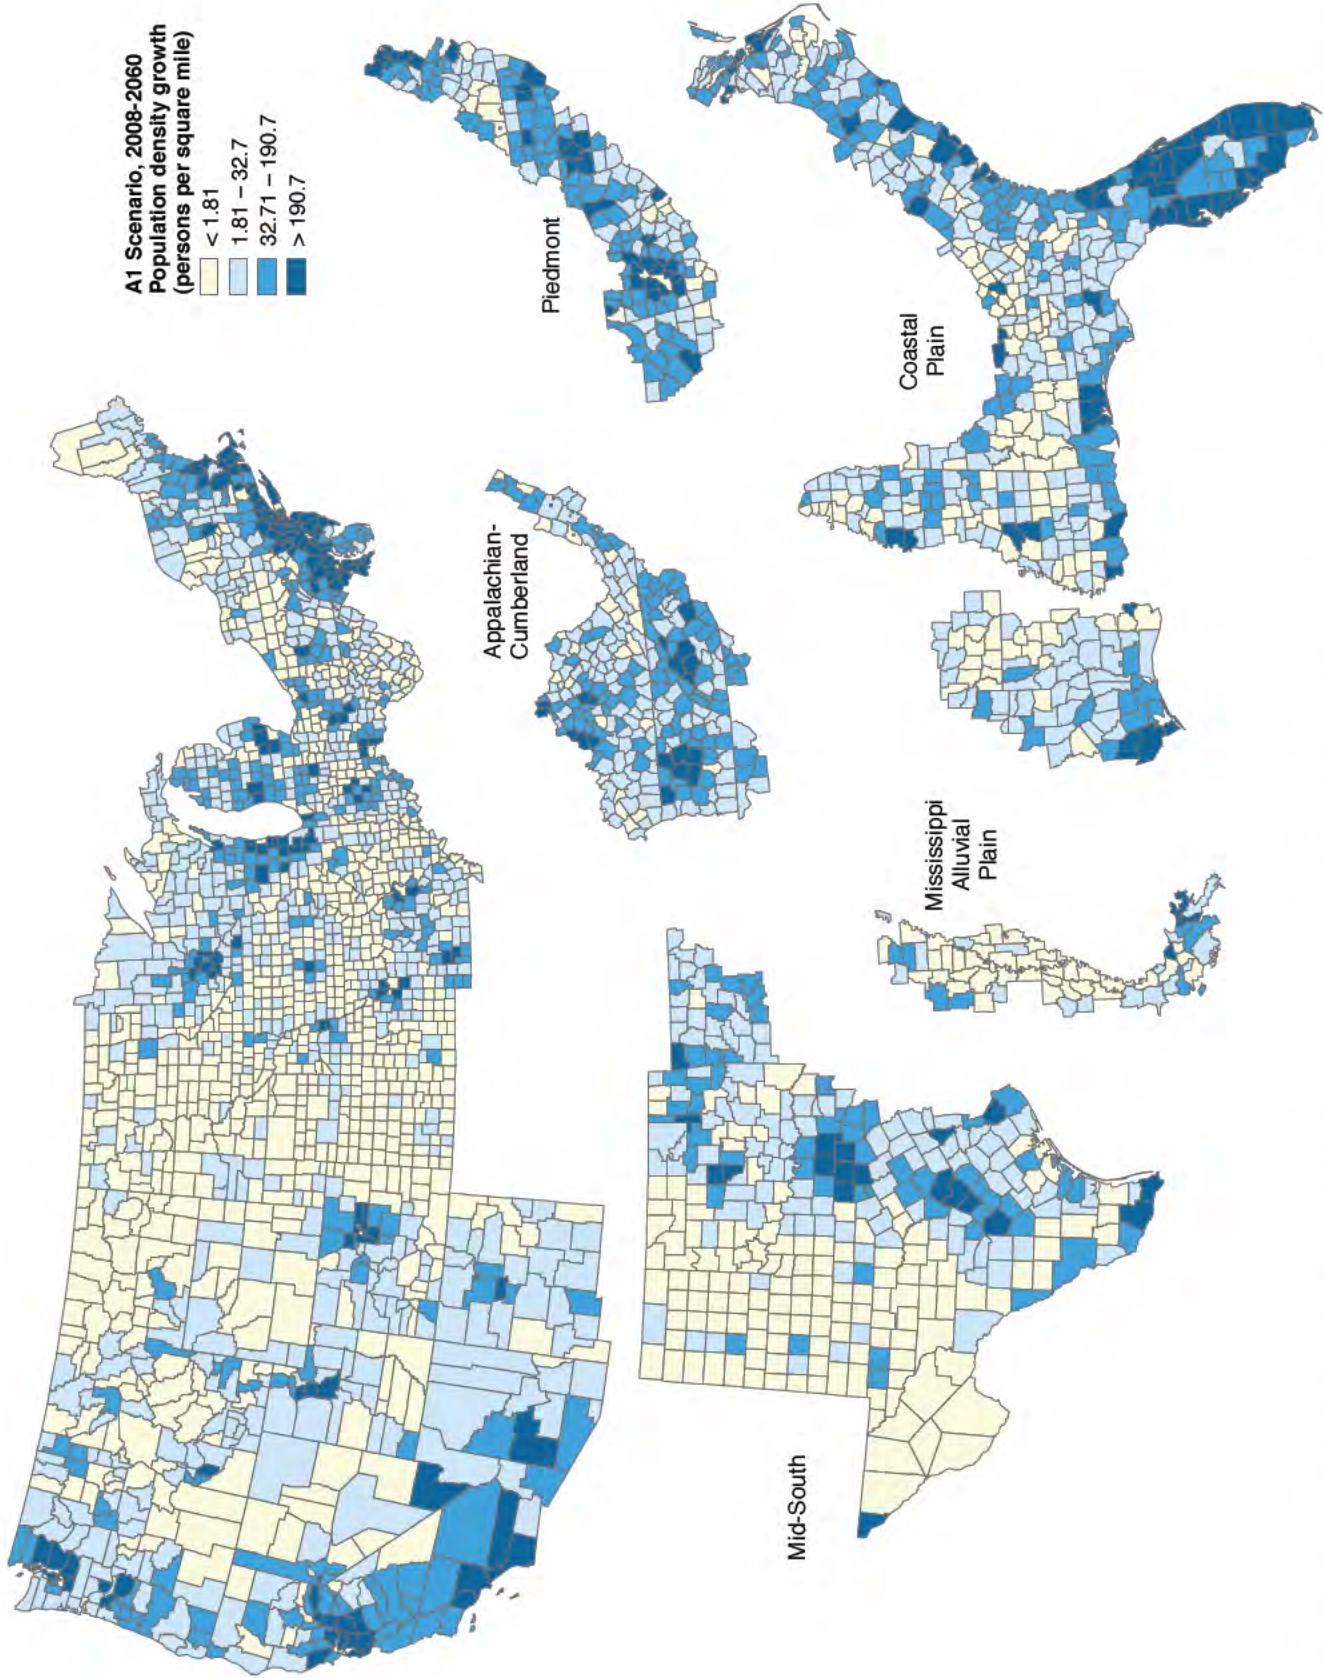 A1 Scenario, 2008-2060
Population density growth
(persons per square mile)
< 1.81
1.81 – 32.7
32.71 – 190.7
> 190.7
Piedmont
Appalachian-
Cumberland
Coastal
Plain
Mississippi
Alluvial
Plain
Mid-South